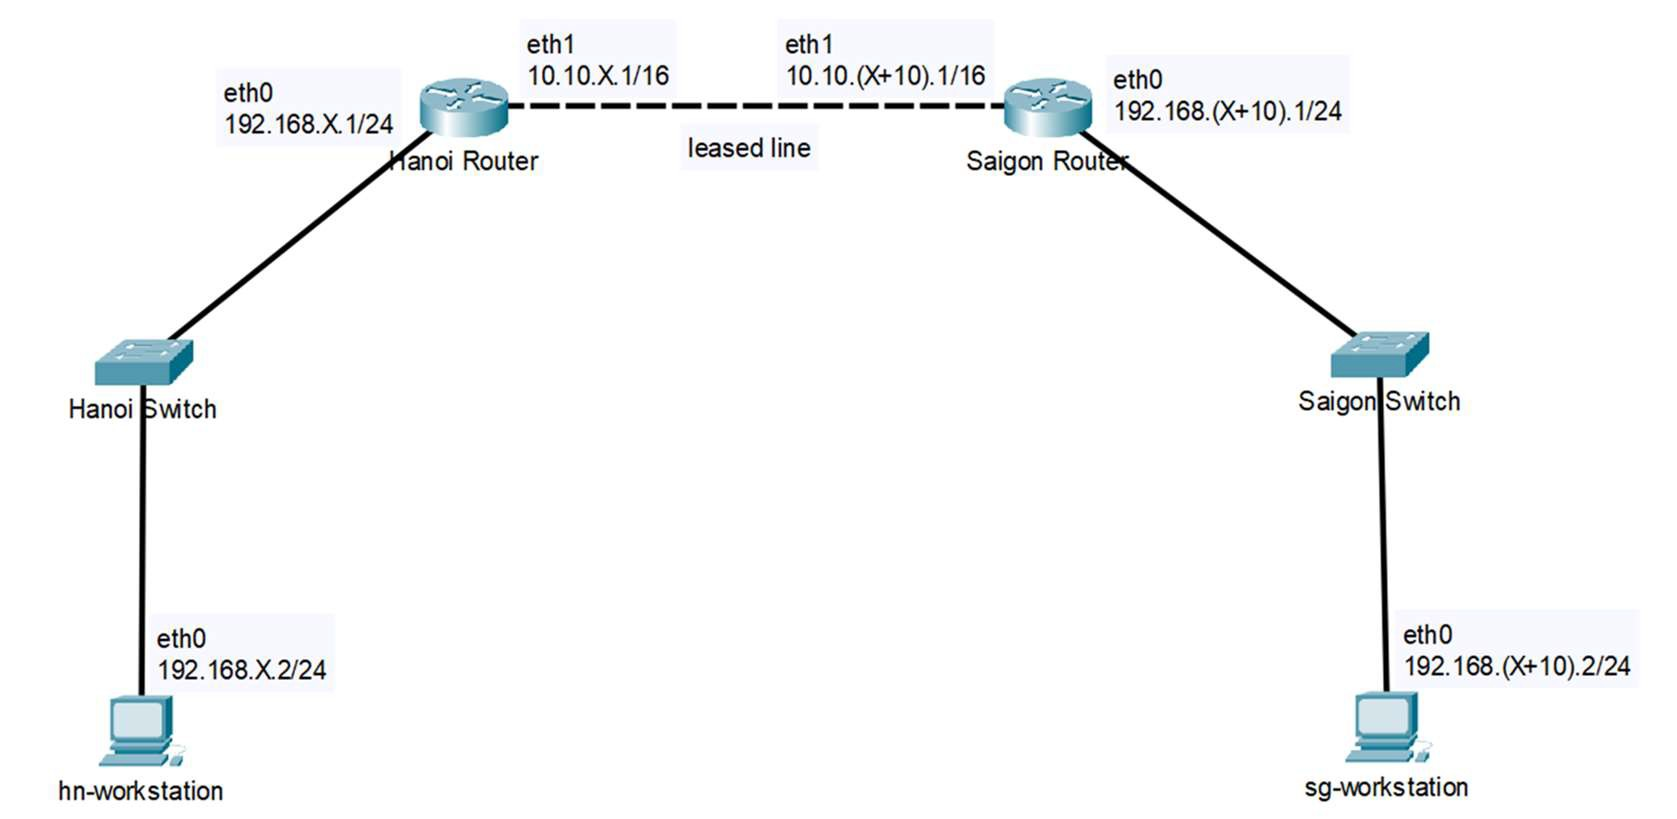 eth1
10.10.X.1/16
eth1
10.10.(X+10).1/16
eth0
192.168.X.1/24
eth0
192.168.(X+10).1/24
leased line
Hanoi Router
Saigon Router
Hanoi Switch
Saigon Switch
eth0
192.168.X.2/24
eth0
192.168.(X+10).2/24
hn-workstation
sg-workstation